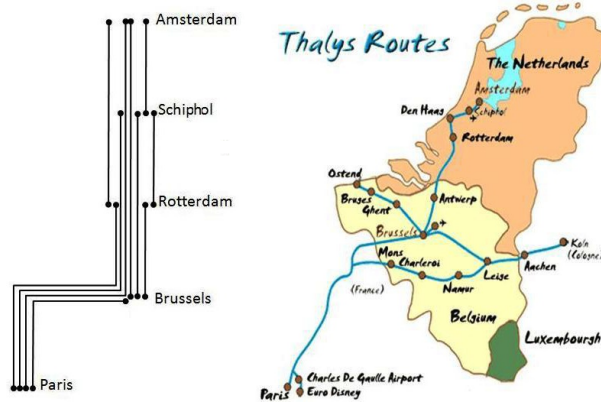 Amsterdam
Schiphol
Rotterdam
Brussels
Paris
Thalys Routes
The Netherlands
Amsterdam
Schiphol
Den Haag
Rotterdam
Ostend
Bruges
Ghent
Antwerp
Brussels
Mons
Charleroi
Köln
(Cologne)
Aachen
Leige
Namur
(France)
Belgium
Luxembourgh
Charles De Gaulle Airport
Paris
Euro Disney